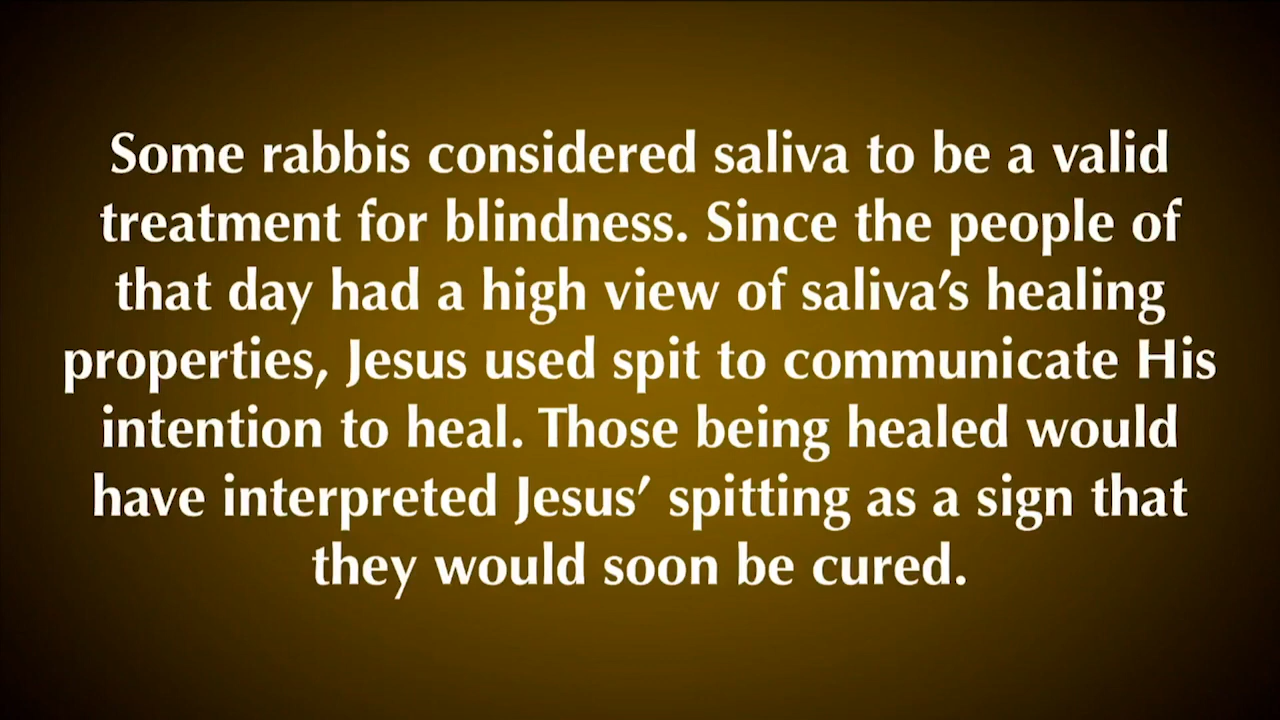 Some rabbis considered saliva to be a valid
treatment for blindness. Since the people of
that day had a high view of saliva’s healing
properties, Jesus used spit to communicate His
intention to heal. Those being healed would
have interpreted Jesus’ spitting as a sign that
they would soon be cured.